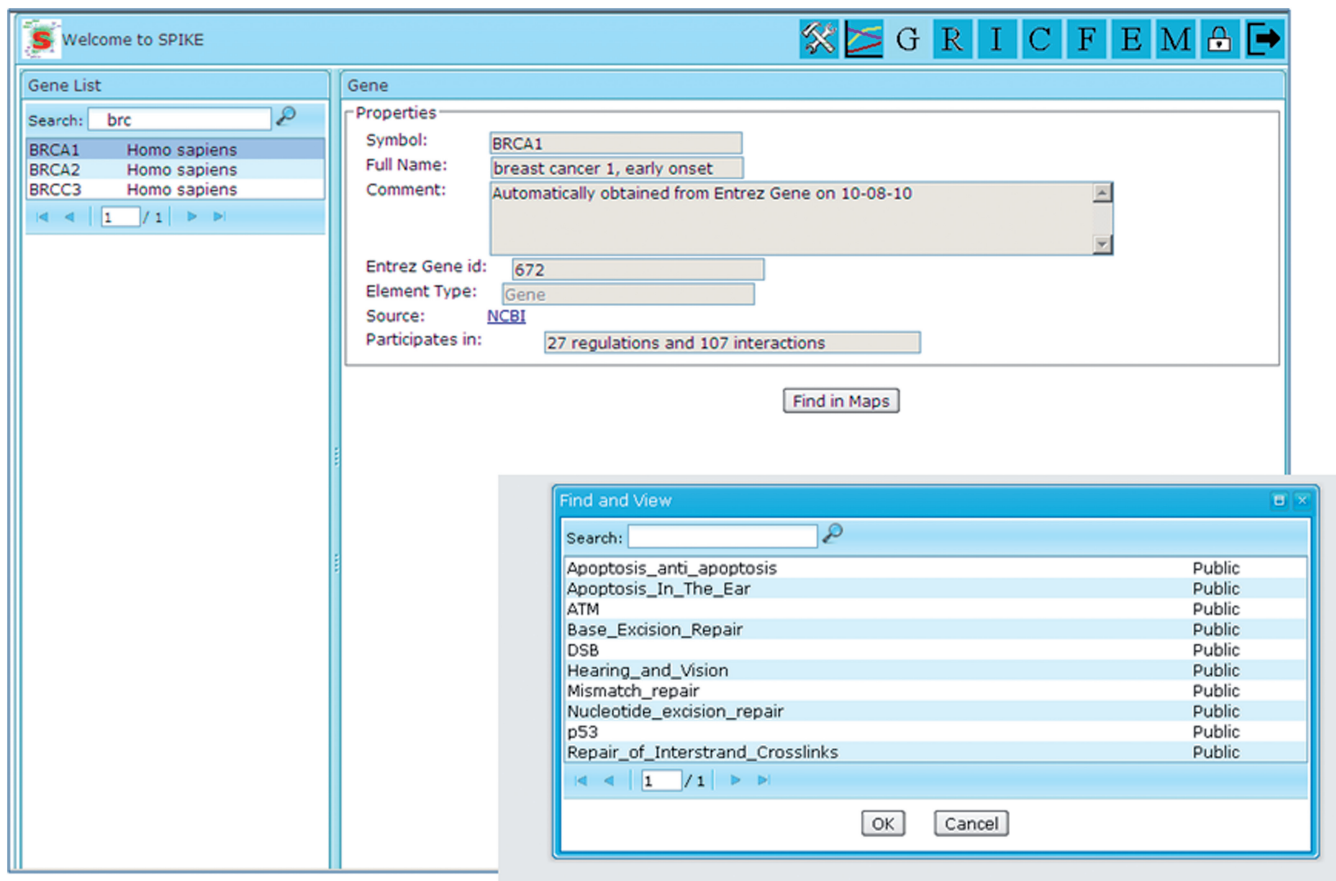 S Welcome to SPIKE G R I C F E M
Gene List
Search: brc
BRCA1 Homo sapiens
BRCA2 Homo sapiens
BRCC3 Homo sapiens
1 / 1
Gene
Properties
Symbol: BRCA1
Full Name: breast cancer 1, early onset
Comment: Automatically obtained from Entrez Gene on 10-08-10
Entrez Gene id: 672
Element Type: Gene
Source: NCBI
Participates in: 27 regulations and 107 interactions
Find in Maps
Find and View
Search:
Apoptosis_anti_apoptosis Public
Apoptosis_In_The_Ear Public
ATM Public
Base_Excision_Repair Public
DSB Public
Hearing_and_Vision Public
Mismatch_repair Public
Nucleotide_excision_repair Public
p53 Public
Repair_of_Interstrand_Crosslinks Public
1 / 1
OK Cancel